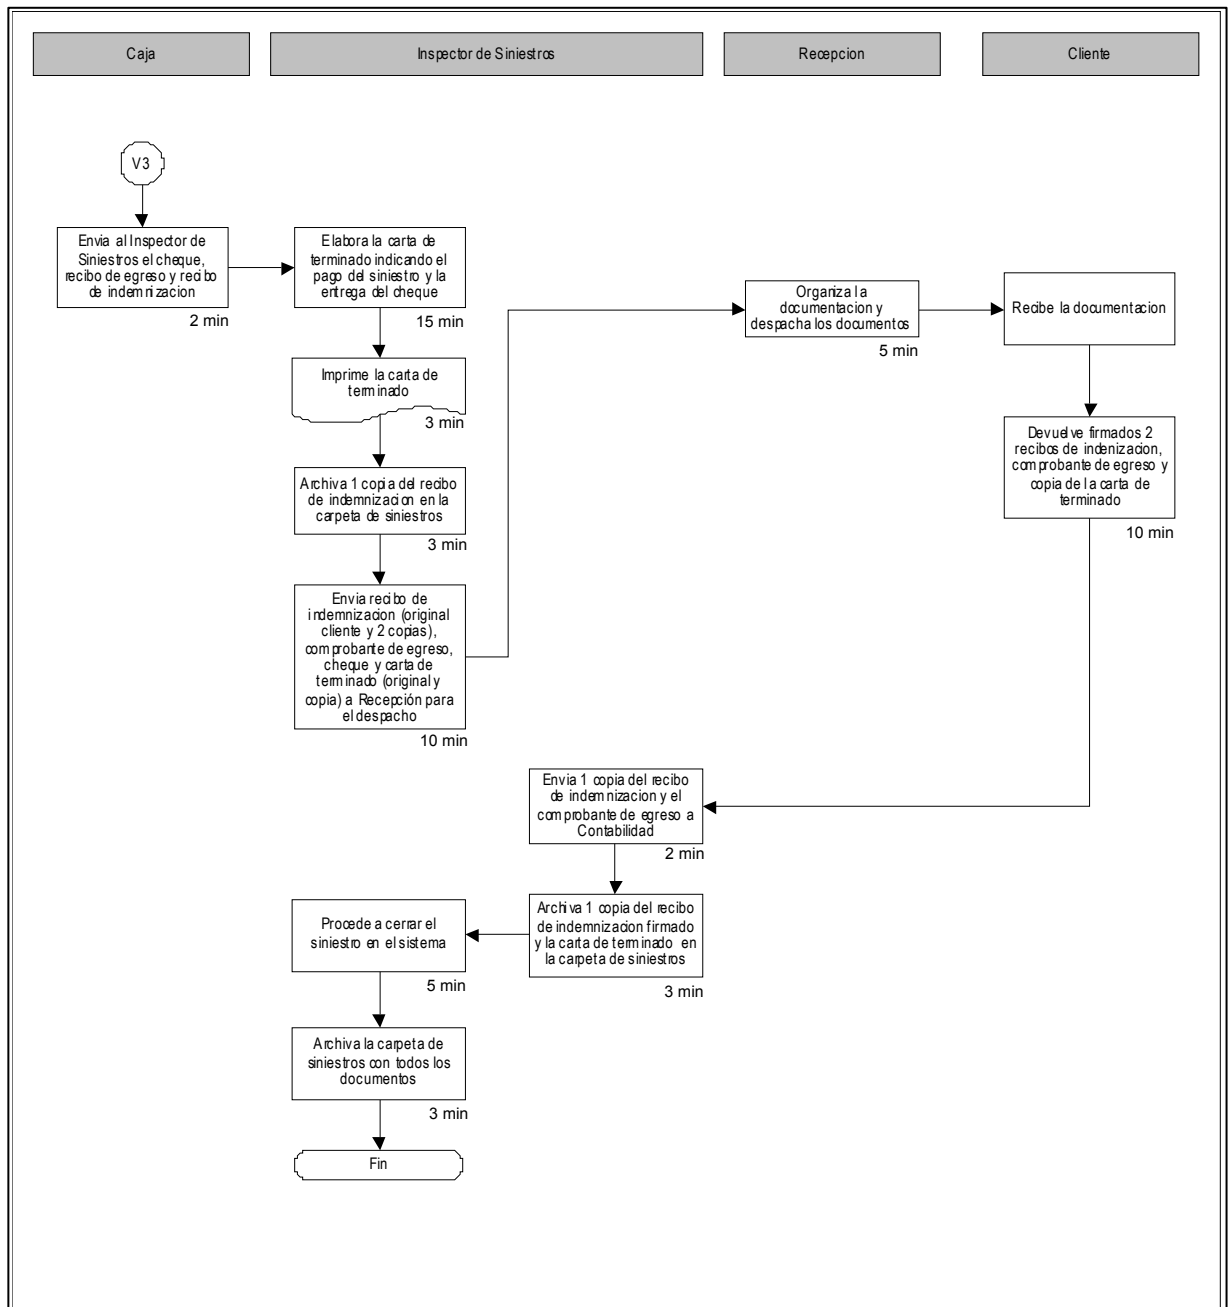 Caja
Inspector de Siniestros
Recepcion
Cliente
V3
Envia al Inspector de
Siniestros el cheque,
recibo de egreso y recibo
de indemnizacion
2 min
Elabora la carta de
terminado indicando el
pago del siniestro y la
entrega del cheque
15 min
Imprime la carta de
terminado
3 min
Archiva 1 copia del recibo
de indemnizacion en la
carpeta de siniestros
3 min
Envia recibo de
indemnizacion (original
cliente y 2 copias),
comprobante de egreso,
cheque y carta de
terminado (original y
copia) a Recepción para
el despacho
10 min
Organiza la
documentacion y
despacha los documentos
5 min
Recibe la documentacion
Devuelve firmados 2
recibos de indenizacion,
comprobante de egreso y
copia de la carta de
terminado
10 min
Envia 1 copia del recibo
de indemnizacion y el
comprobante de egreso a
Contabilidad
2 min
Archiva 1 copia del recibo
de indemnizacion firmado
y la carta de terminado en
la carpeta de siniestros
3 min
Procede a cerrar el
siniestro en el sistema
5 min
Archiva la carpeta de
siniestros con todos los
documentos
3 min
Fin